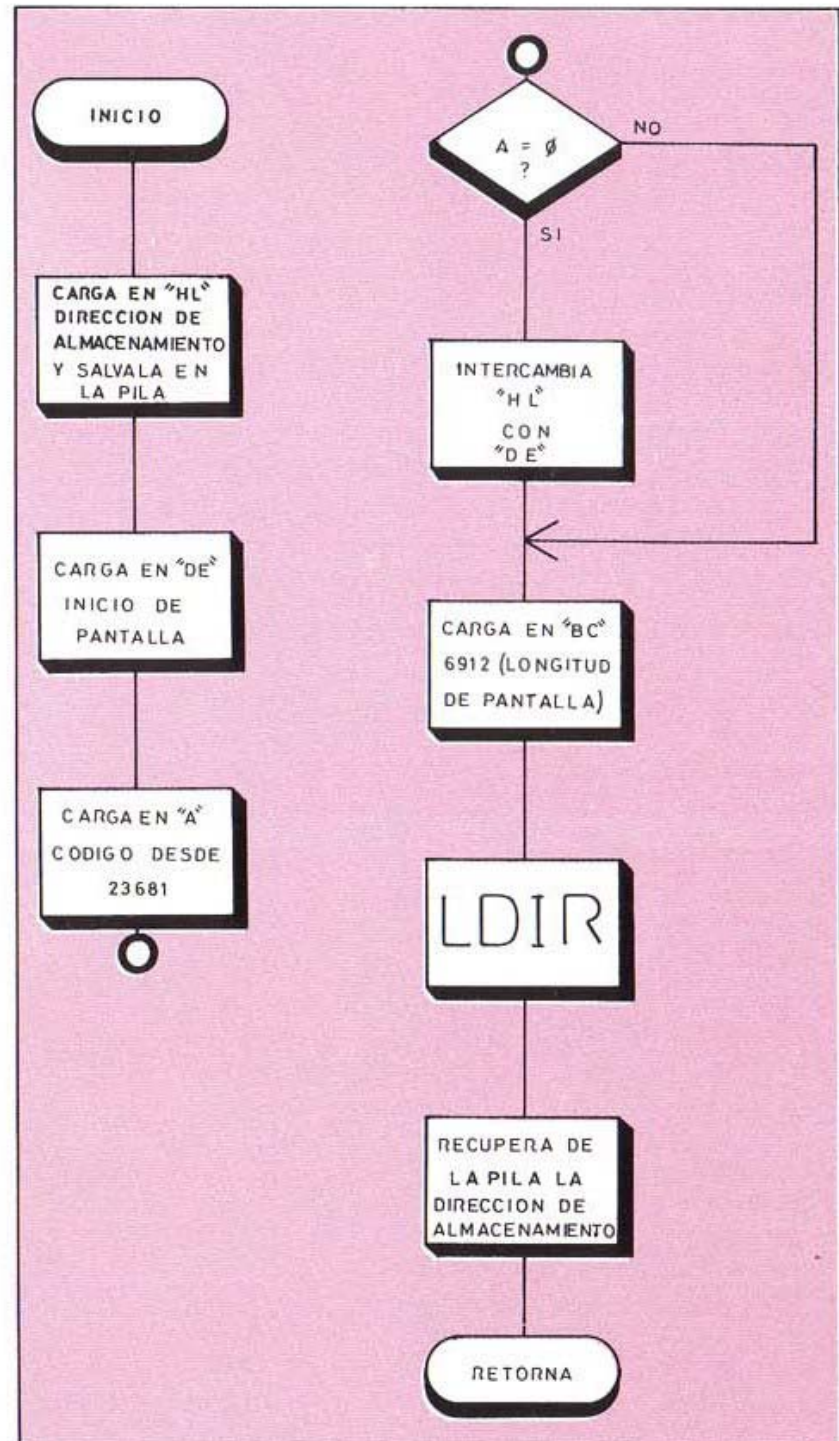 INICIO
CARGA EN "HL"
DIRECCION DE
ALMACENAMIENTO
Y SALVALA EN
LA PILA
CARGA EN "DE"
INICIO DE
PANTALLA
CARGA EN "A"
CODIGO DESDE
23681
A = Ø
?
NO
SI
INTERCAMBIA
"HL"
CON
"DE"
CARGA EN "BC"
6912 (LONGITUD
DE PANTALLA)
LDIR
RECUPERA DE
LA PILA LA
DIRECCION DE
ALMACENAMIENTO
RETORNA